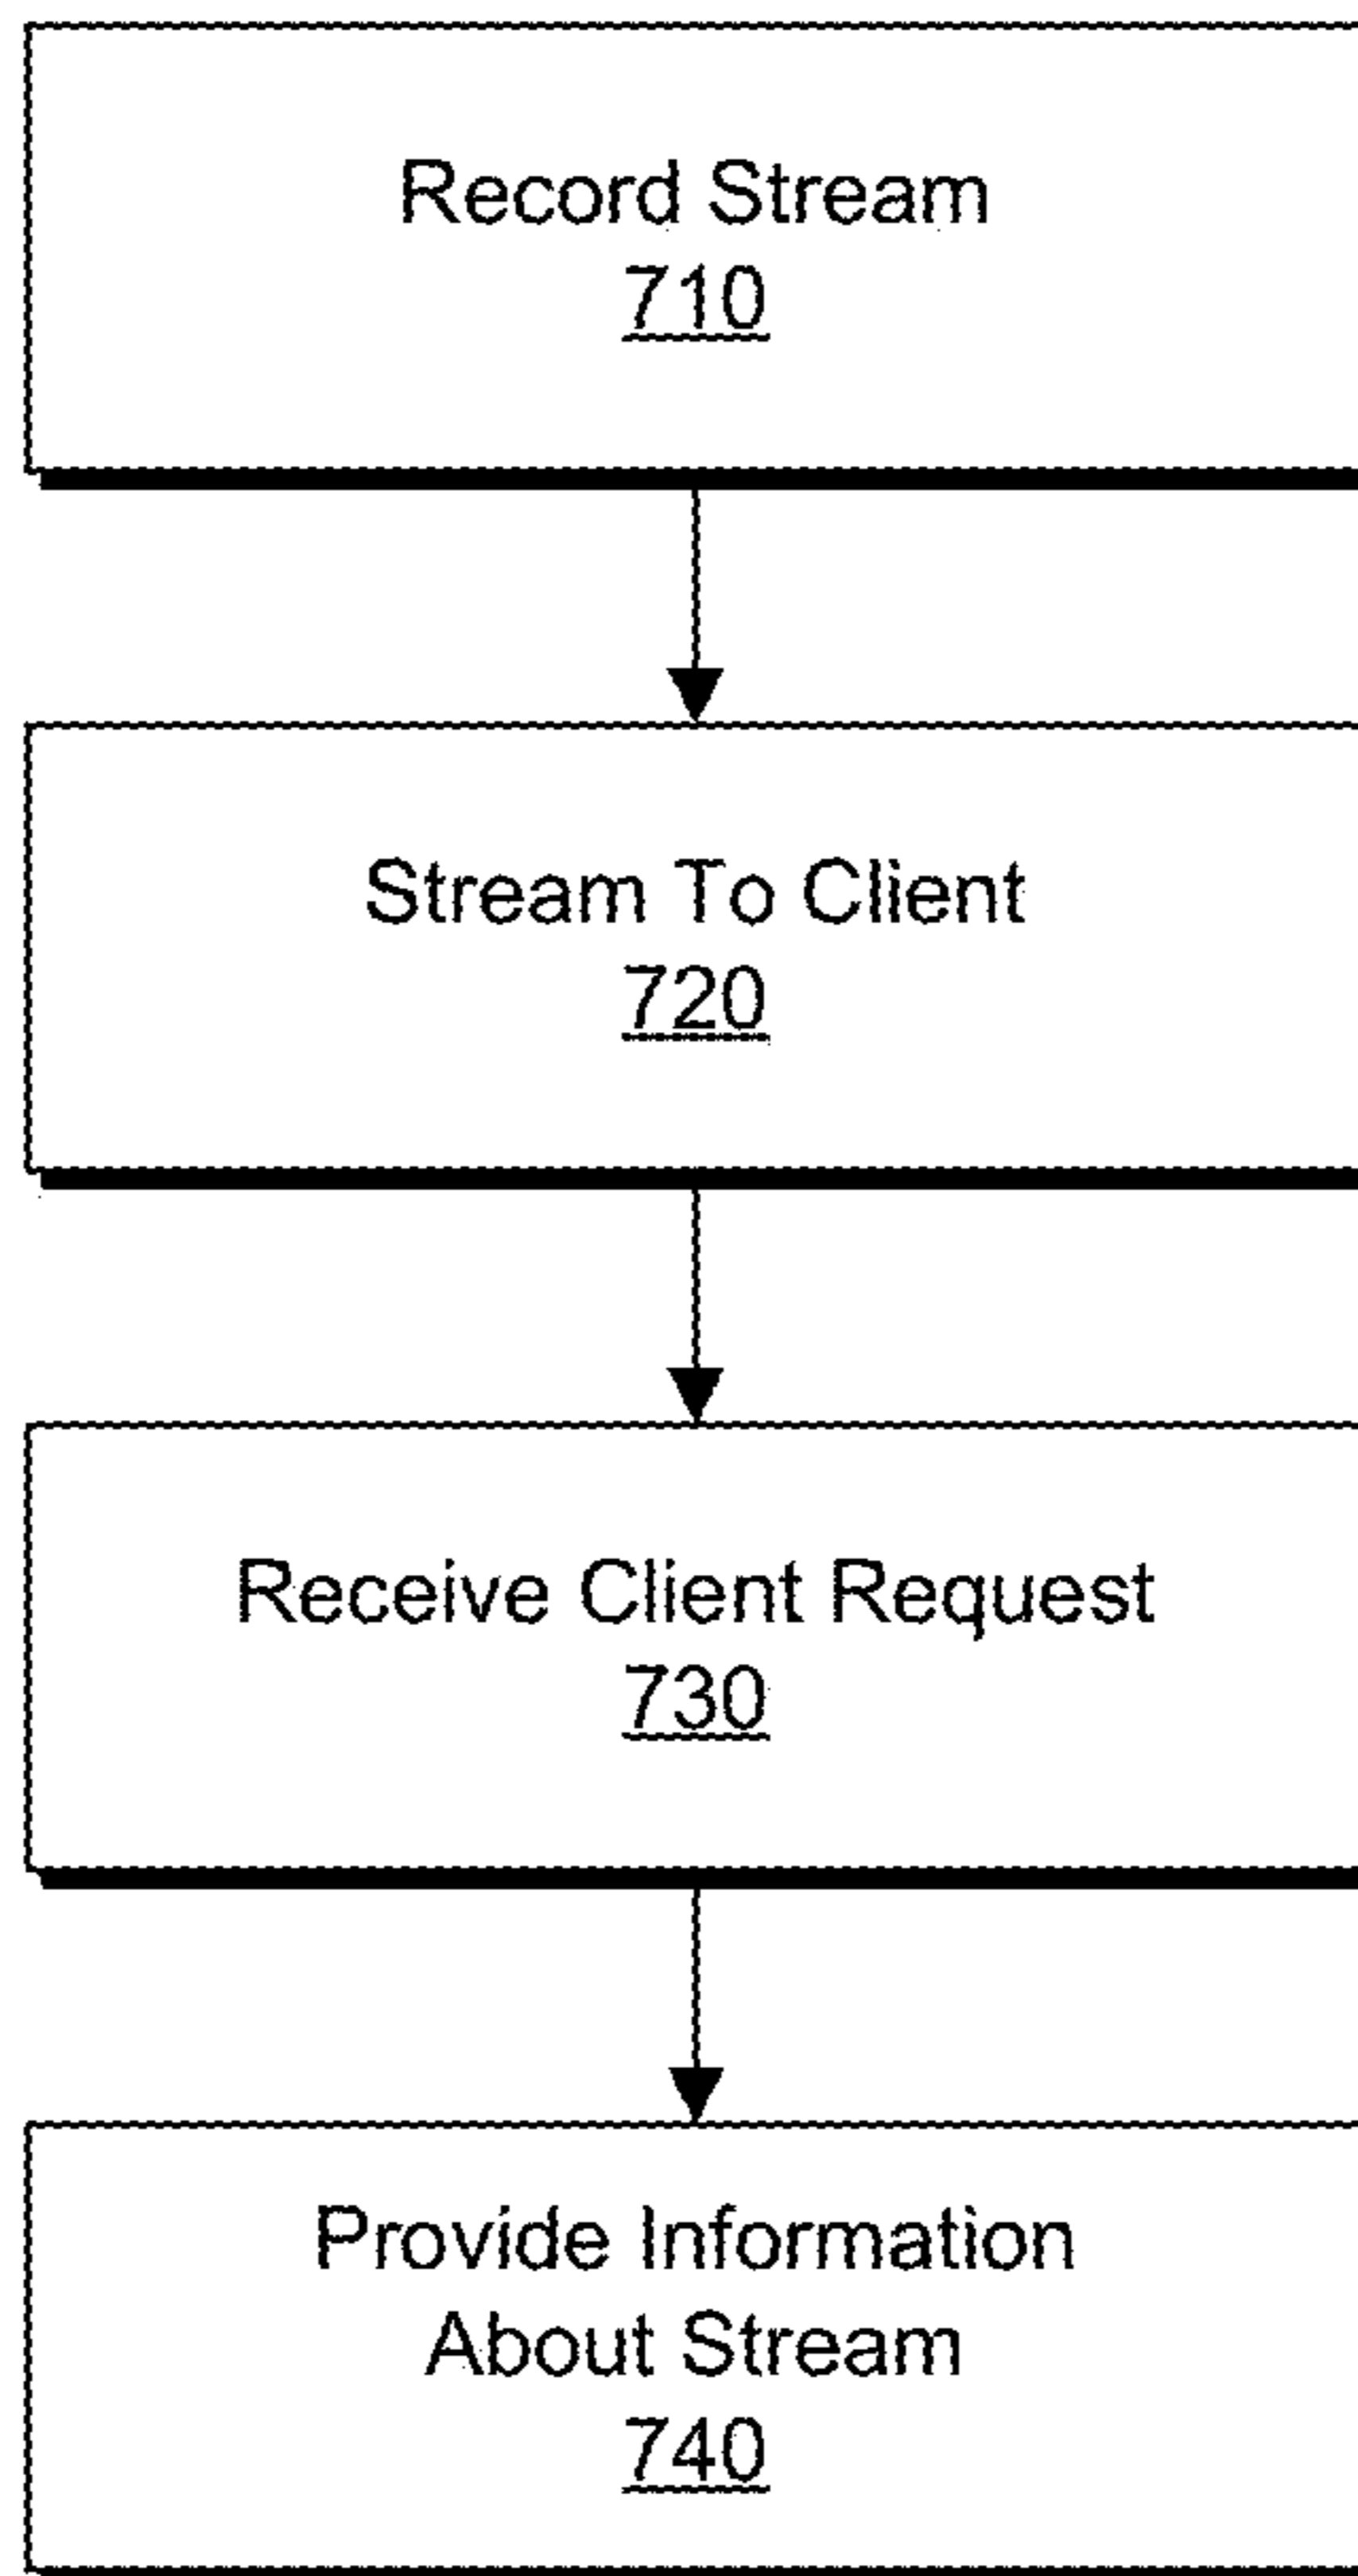 Record Stream
710
Stream To Client
720
Receive Client Request
730
Provide Information
About Stream
740